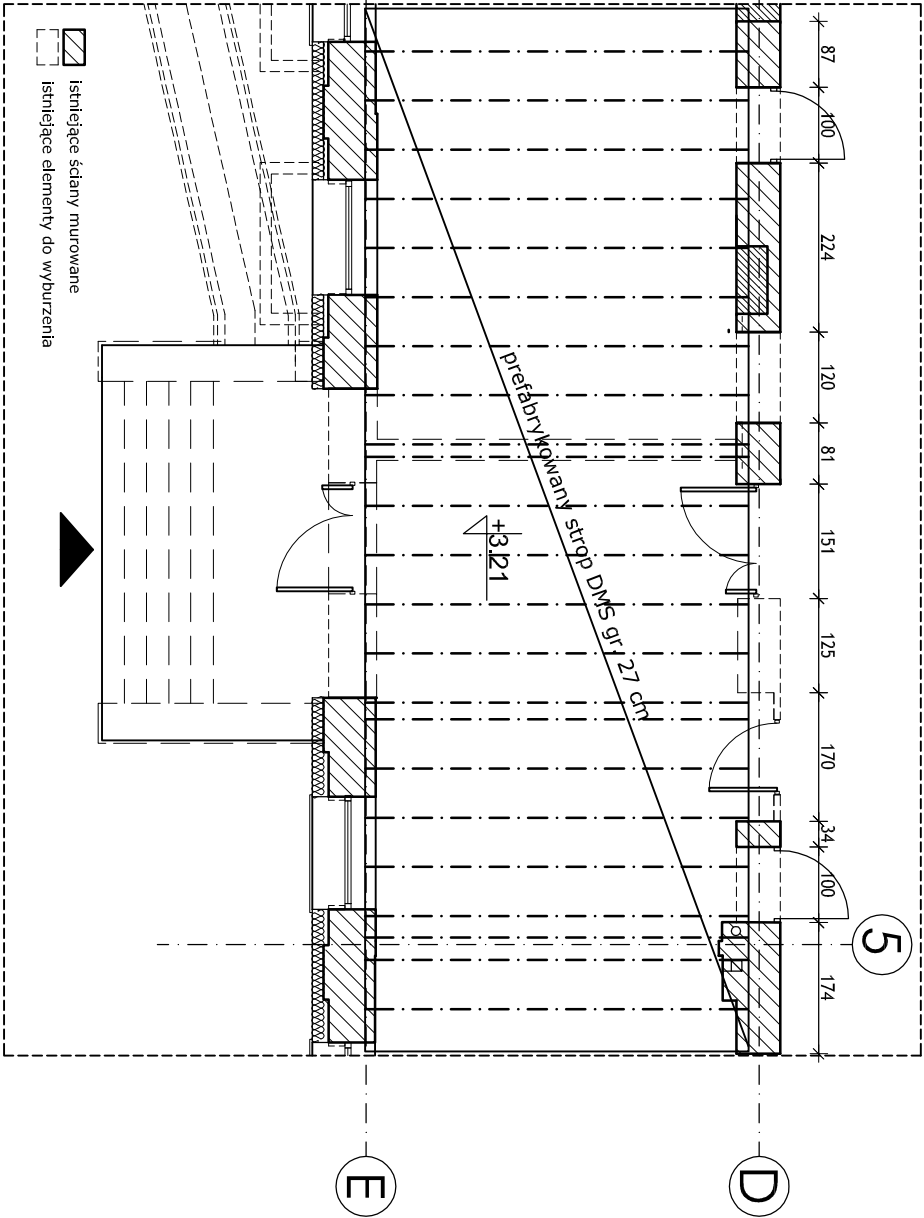 87
100
224
120
81
151
125
170
34
100
174
5
prefabrykowany strop DMS gr. 27 cm
+3.21
istniejące ściany murowane
istniejące elementy do wyburzenia
D
E